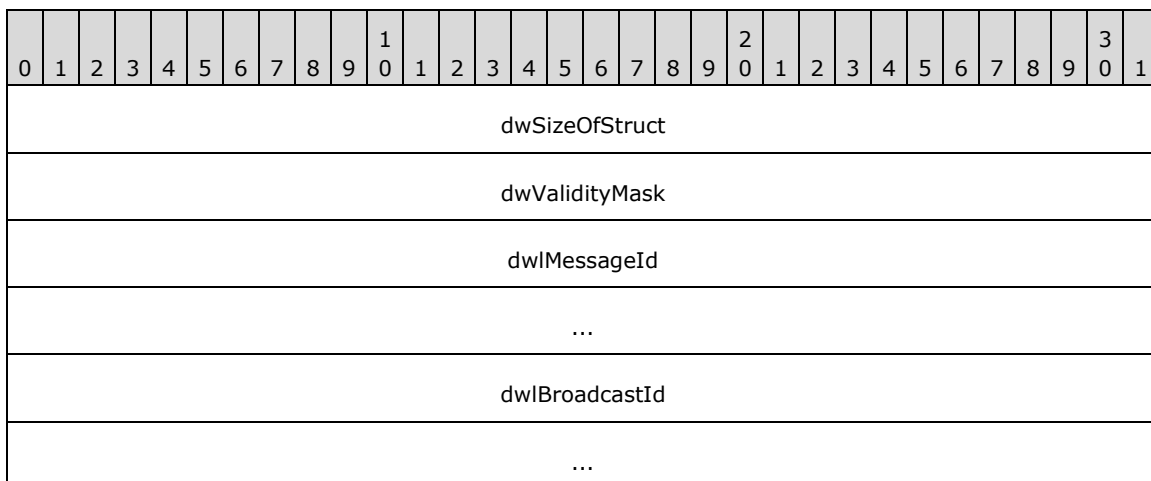 1 2 3
0 1 2 3 4 5 6 7 8 9 0 1 2 3 4 5 6 7 8 9 0 1 2 3 4 5 6 7 8 9 0 1
dwSizeOfStruct
dwValidityMask
dwlMessageId
...
dwlBroadcastId
...